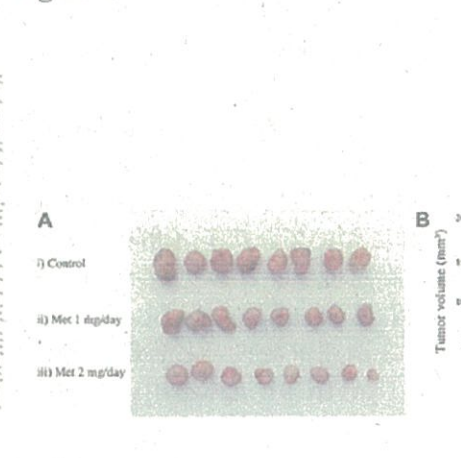 A
i) Control
ii) Met 1 mg/day
iii) Met 2 mg/day
B
Tumor volume (mm³)